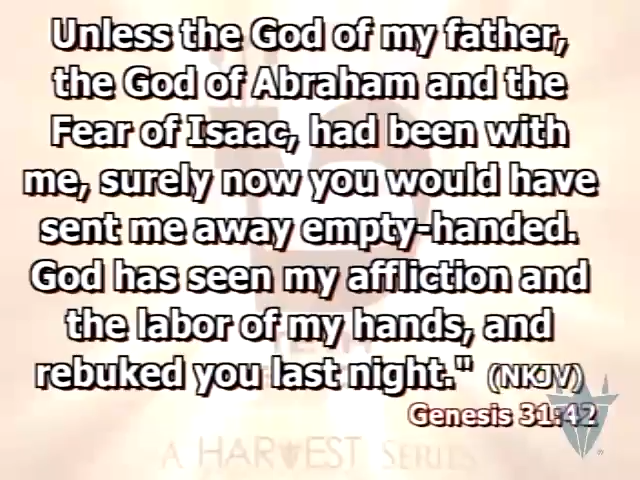 Unless the God of my father,
the God of Abraham and the
Fear of Isaac, had been with
me, surely now you would have
sent me away empty-handed.
God has seen my affliction and
the labor of my hands, and
rebuked you last night." (NKJV)
Genesis 31:42
A HARVEST SERIES